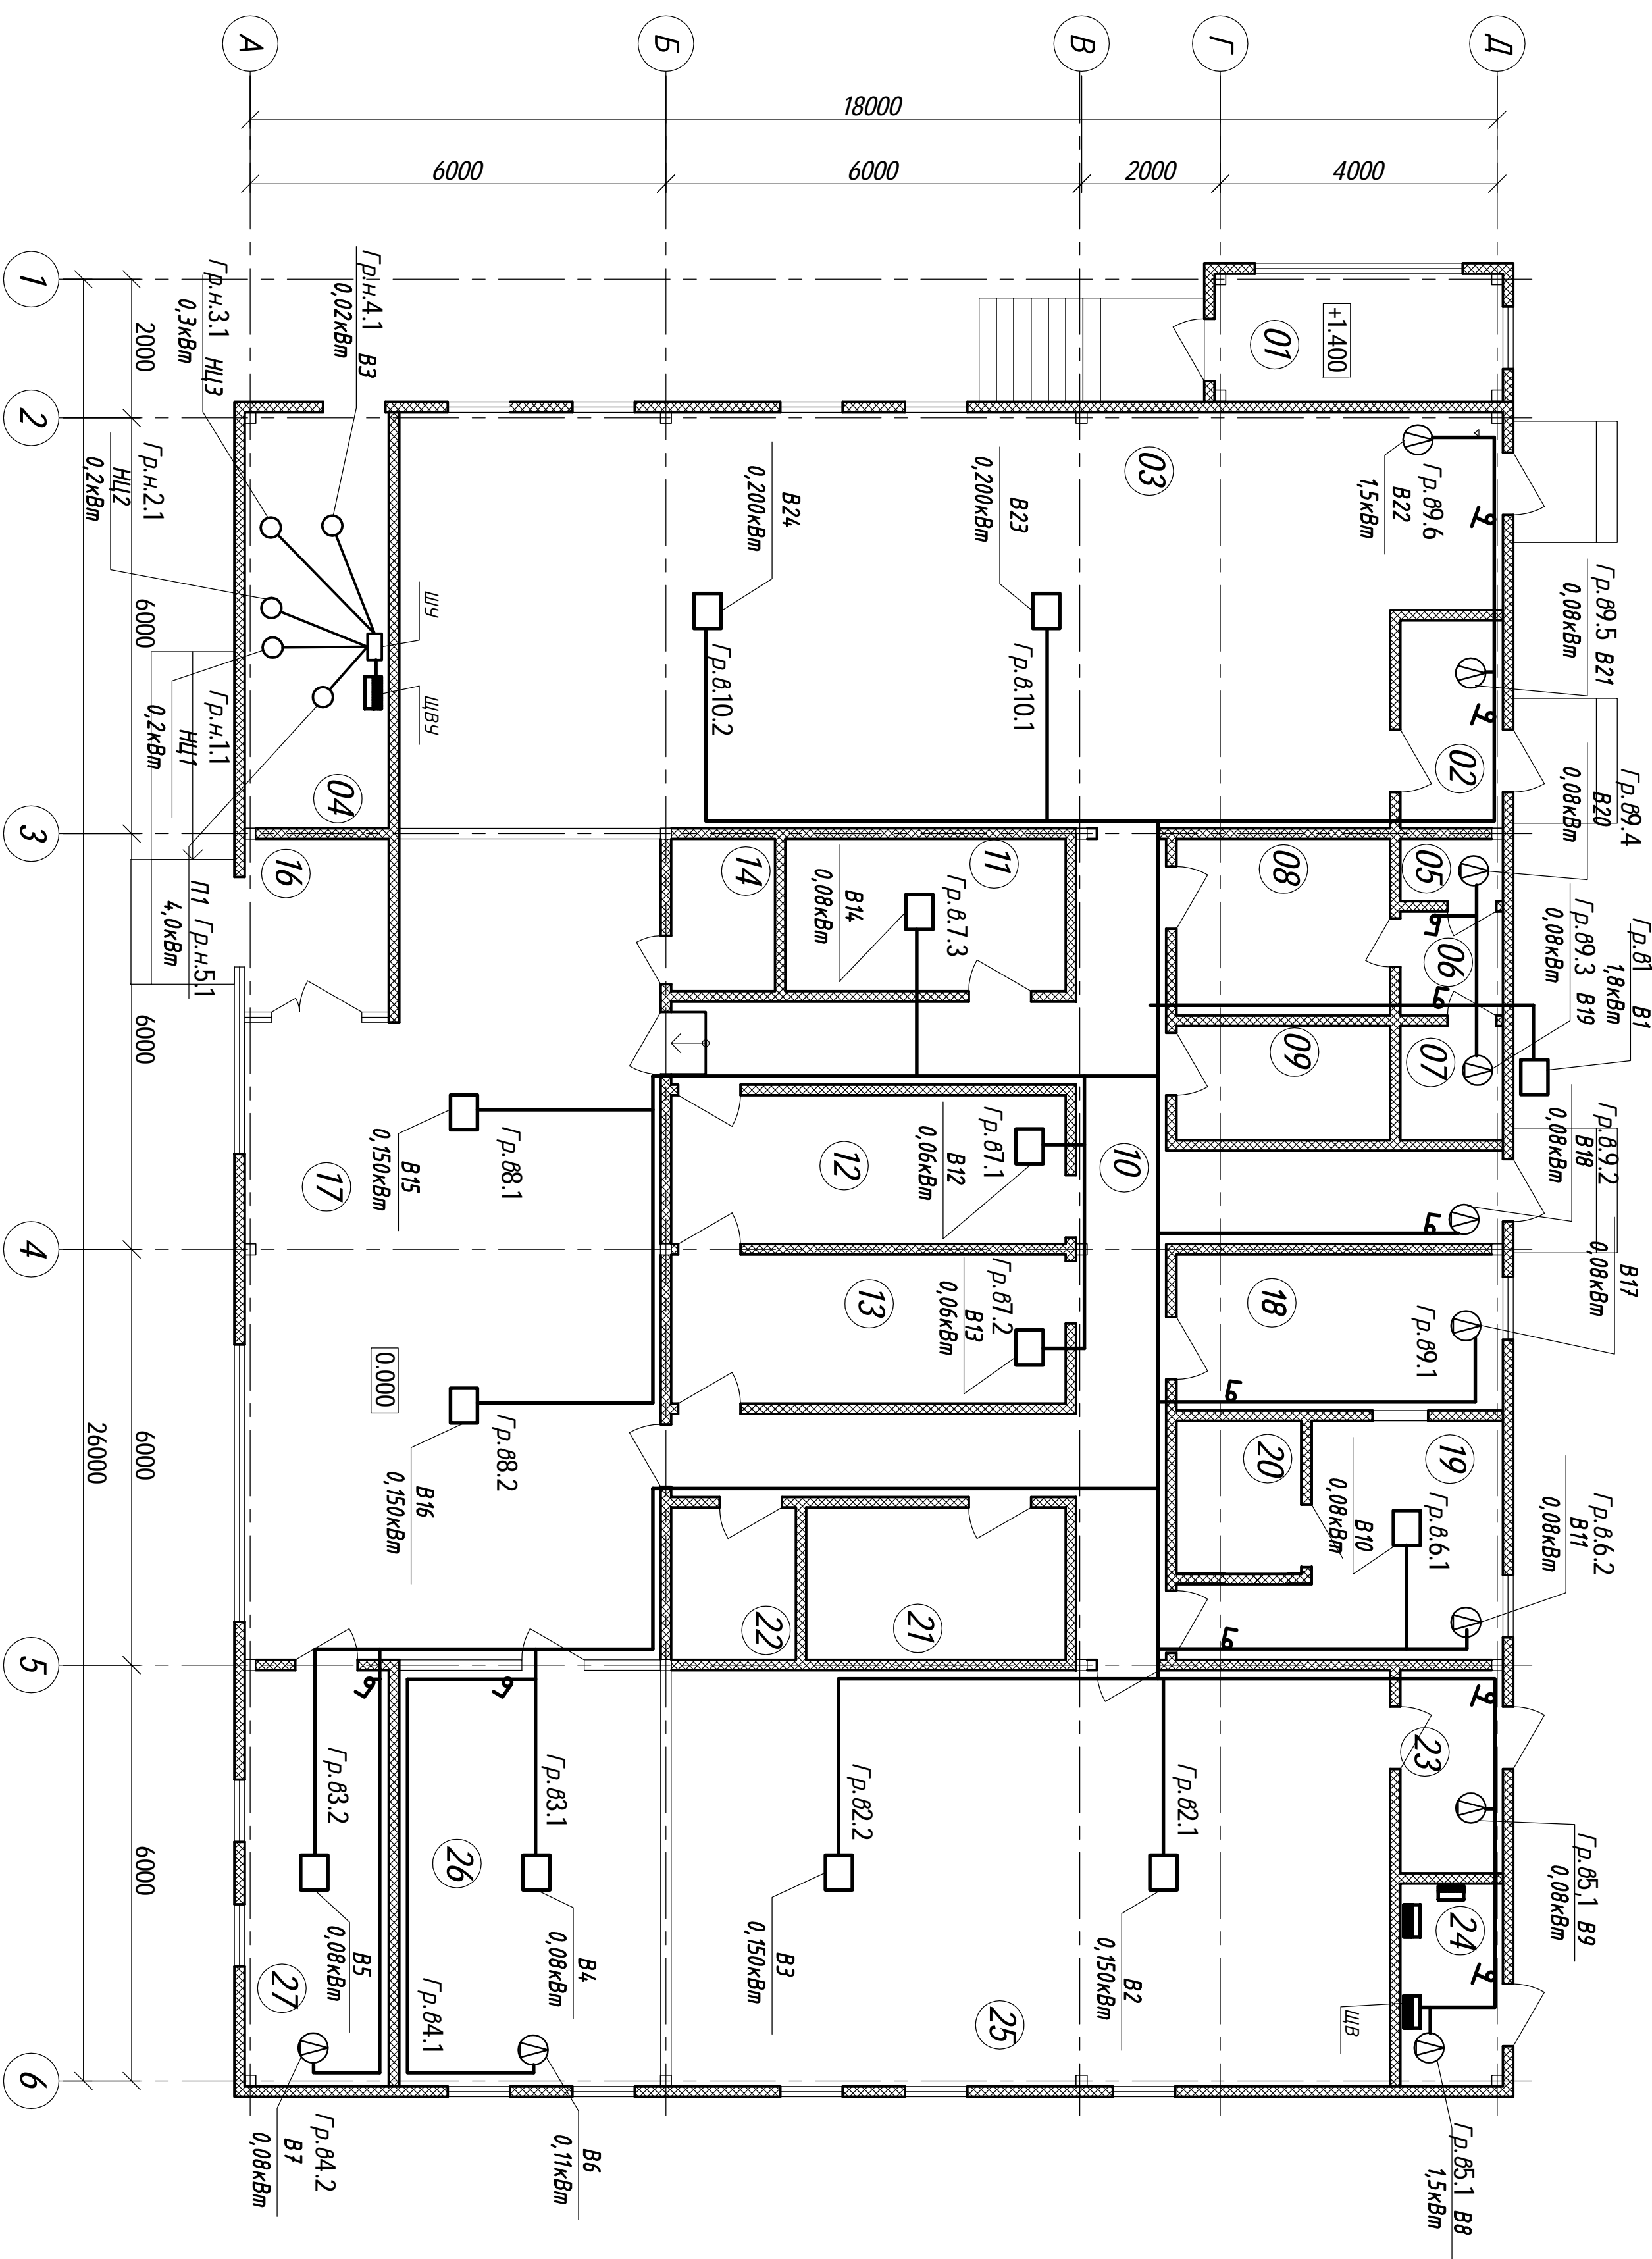 А
Б
В
Г
Д
18000
6000
6000
2000
4000
1
2
3
4
5
6
2000
6000
6000
6000
6000
26000
+1.400
01
03
Гр.н.4.1 В3
0,02кВт
Гр.н.3.1 НЦ3
0,3кВт
Гр.н.2.1
НЦ2
0,2кВт
Гр.н.1.1
НЦ1
0,2кВт
П1 Гр.н.5.1
4,0кВт
ШУ
ЩВУ
04
16
В24
0,200кВт
В23
0,200кВт
Гр.в.10.2
Гр.в.10.1
Гр.в9.6
В22
1,5кВт
Гр.в9.5 В21
0,08кВт
02
Гр.в9.4
В20
0,08кВт
05
Гр.в1 В1
1,8кВт
Гр.в9.3 В19
0,08кВт
06
07
08
09
14
11
В14
0,08кВт
Гр.в.7.3
Гр.в.9.2
В18
0,08кВт
В17
0,08кВт
Гр.в9.1
18
10
12
Гр.в7.1
В12
0,06кВт
13
Гр.в7.2
В13
0,06кВт
17
Гр.в8.1
В15
0,150кВт
0.000
Гр.в8.2
В16
0,150кВт
19
20
Гр.в.6.1
В10
0,08кВт
Гр.в.6.2
В11
0,08кВт
22
21
23
Гр.в5,1 В9
0,08кВт
24
ЩВ
Гр.в5.1 В8
1,5кВт
Гр.в2.1
В2
0,150кВт
Гр.в2.2
В3
0,150кВт
25
Гр.в3.1
В4
0,08кВт
26
Гр.в3.2
В5
0,08кВт
27
Гр.в4.1
В6
0,11кВт
Гр.в4.2
В7
0,08кВт